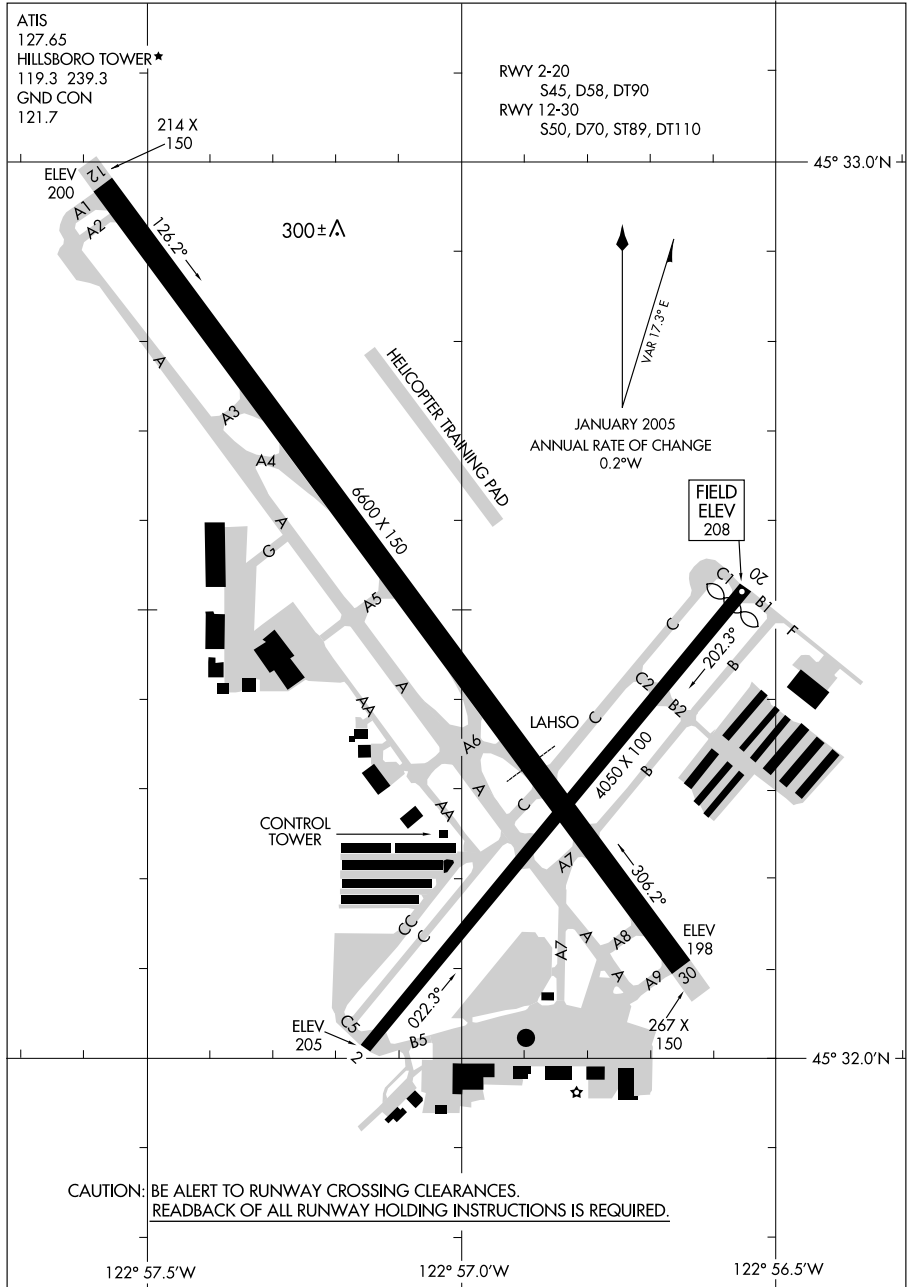 ATIS
127.65
HILLSBORO TOWER★
119.3 239.3
GND CON
121.7
RWY 2-20
S45, D58, DT90
RWY 12-30
S50, D70, ST89, DT110
214 X
150
45° 33.0'N
ELEV
200
12
A1
A2
126.2°
300±
VAR 17.3° E
JANUARY 2005
ANNUAL RATE OF CHANGE
0.2°W
HELICOPTER TRAINING PAD
A
A3
A4
6600 X 150
FIELD
ELEV
208
A
G
A5
C1
20
B1
F
C
202.3°
B
C2
B2
A
AA
C
LAHSO
A6
4050 X 100
B
A
C
AA
CONTROL
TOWER
A7
306.2°
CC
C
A7
A
A8
ELEV
198
A
A9
30
022.3°
C5
B5
ELEV
205
2
267 X
150
45° 32.0'N
CAUTION: BE ALERT TO RUNWAY CROSSING CLEARANCES.
READBACK OF ALL RUNWAY HOLDING INSTRUCTIONS IS REQUIRED.
122° 57.5'W
122° 57.0'W
122° 56.5'W